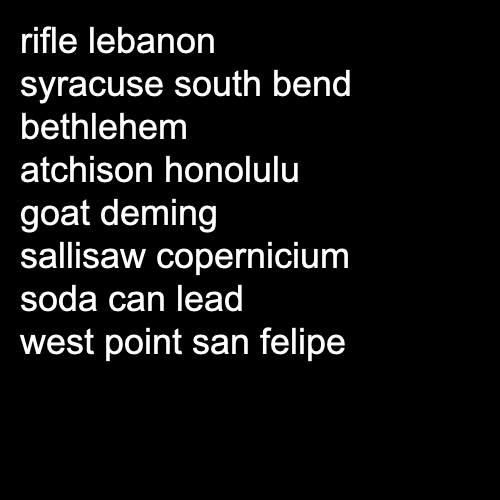 rifle lebanon
syracuse south bend
bethlehem
atchison honolulu
goat deming
sallisaw copernicium
soda can lead
west point san felipe